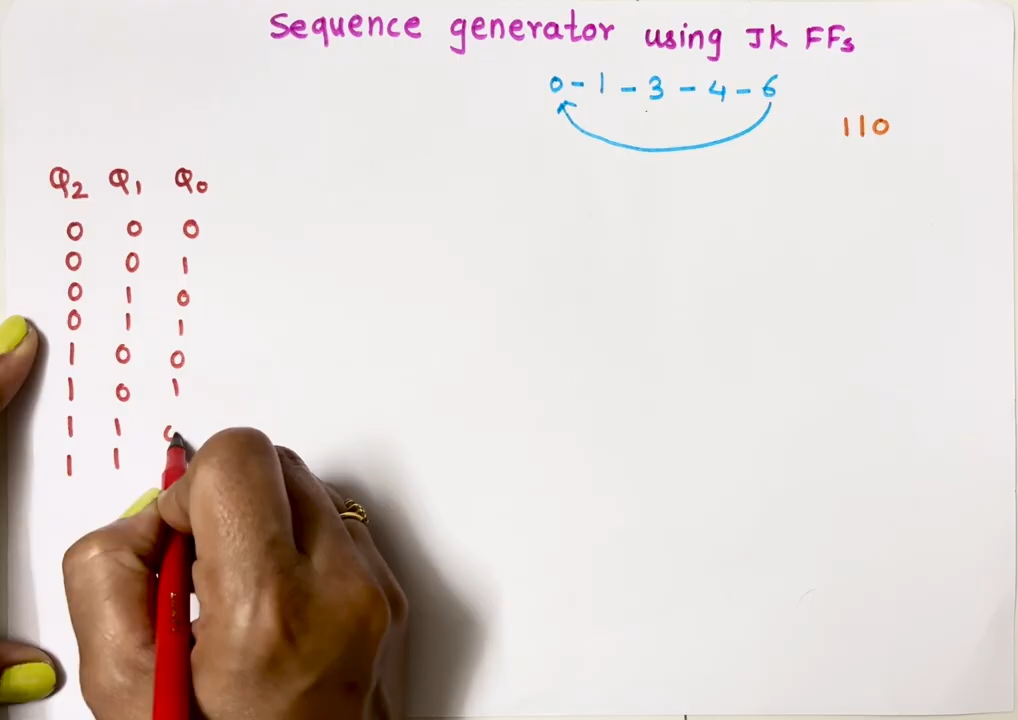 Sequence generator using Jk FFs
0 - 1 - 3 - 4 - 6
110
Q2 Q1 Q0
0 0 0
0 0 1
0 1 0
0 1 1
1 0 0
1 0 1
1 1
1 1